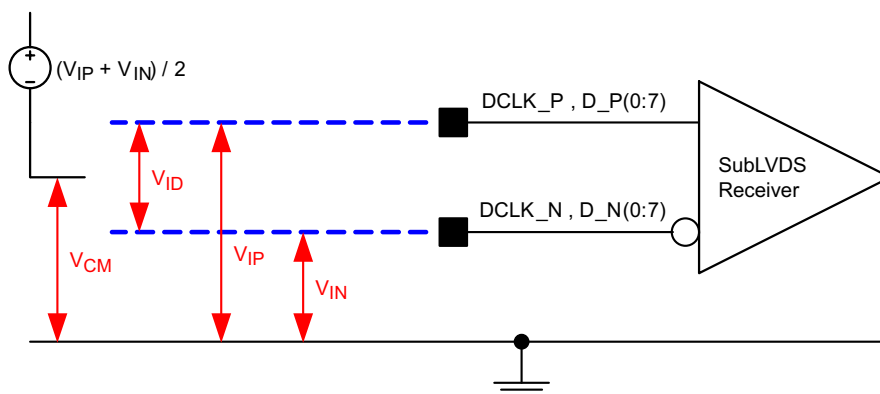 (VIP + VIN) / 2
DCLK_P , D_P(0:7)
SubLVDS
Receiver
VID
DCLK_N , D_N(0:7)
VCM
VIP
VIN